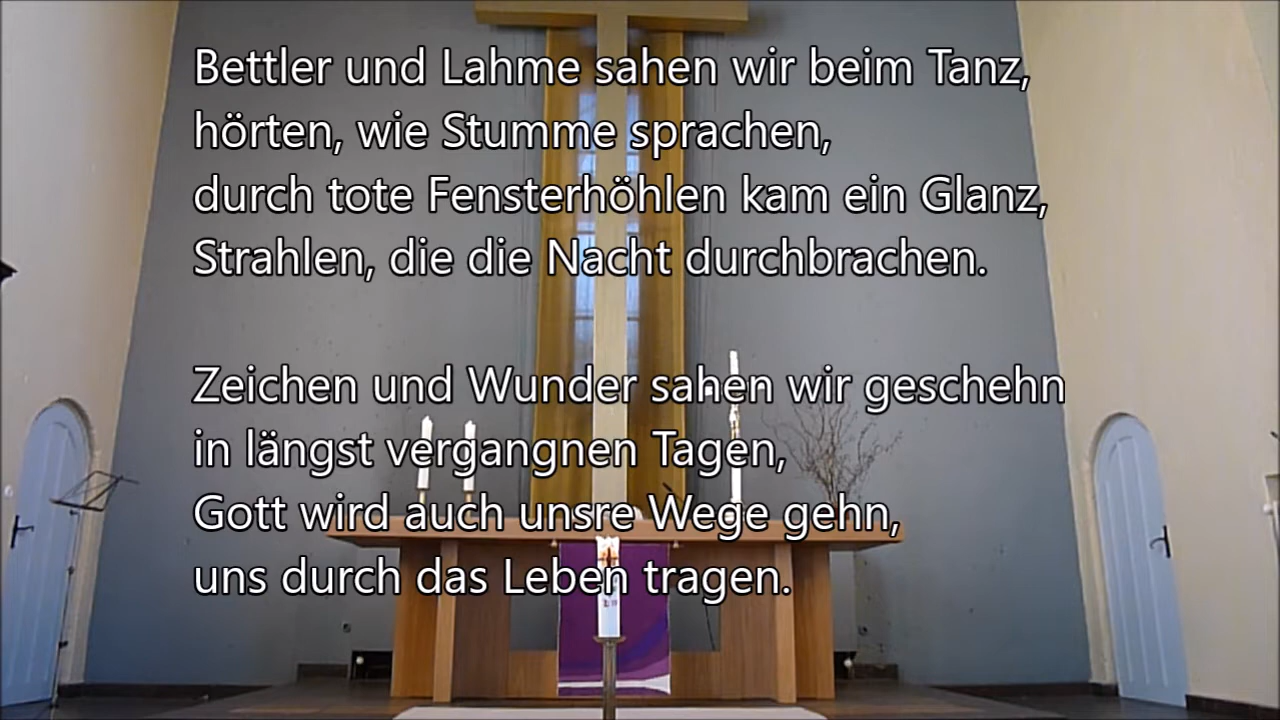 Bettler und Lahme sahen wir beim Tanz,
hörten, wie Stumme sprachen,
durch tote Fensterhöhlen kam ein Glanz,
Strahlen, die die Nacht durchbrachen.
Zeichen und Wunder sahen wir geschehn
in längst vergangnen Tagen,
Gott wird auch unsre Wege gehn,
uns durch das Leben tragen.